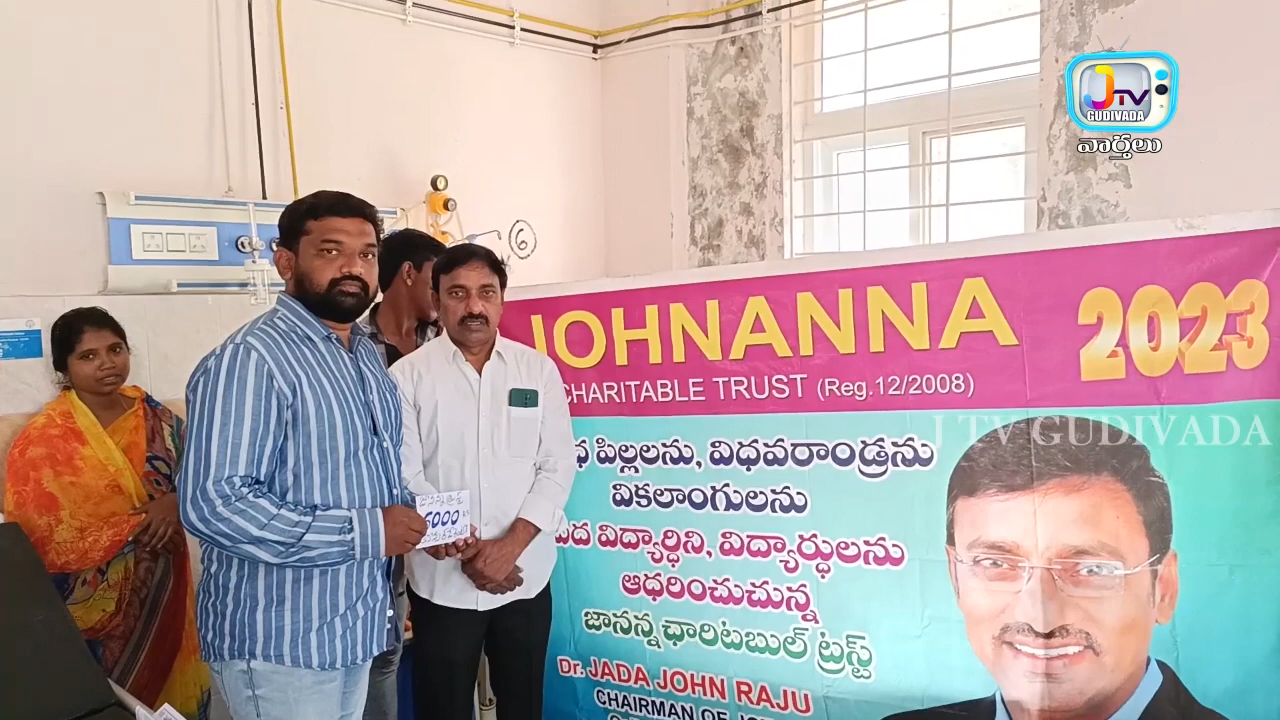 JTV
GUDIVADA
వార్తలు
6
JOHNANNA 2023
CHARITABLE TRUST (Reg.12/2008)
J TV GUDIVADA
పిల్లలను, విధవరాండ్రను
వికలాంగులను
విద్యార్ధిని, విద్యార్ధులను
ఆధరించుచున్న
జానన్న ఛారిటబుల్ ట్రస్ట్
Dr. JADA JOHN RAJU
CHAIRMAN OF
5000